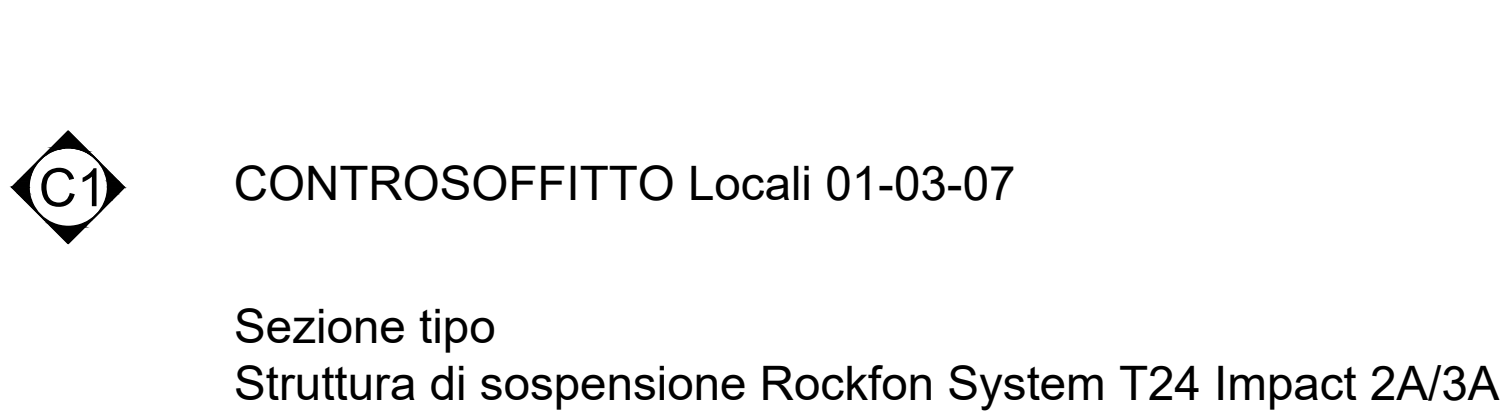 C1
CONTROSOFFITTO Locali 01-03-07
Sezione tipo
Struttura di sospensione Rockfon System T24 Impact 2A/3A